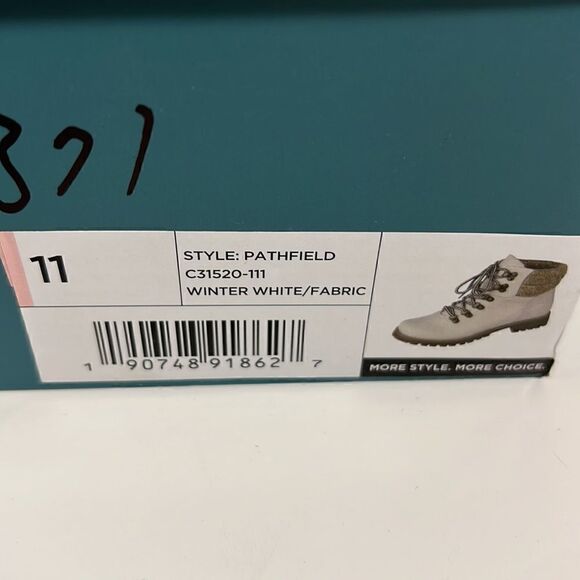 371
11
STYLE: PATHFIELD
C31520-111
WINTER WHITE/FABRIC
1 90748 91862 7
MORE STYLE. MORE CHOICE.